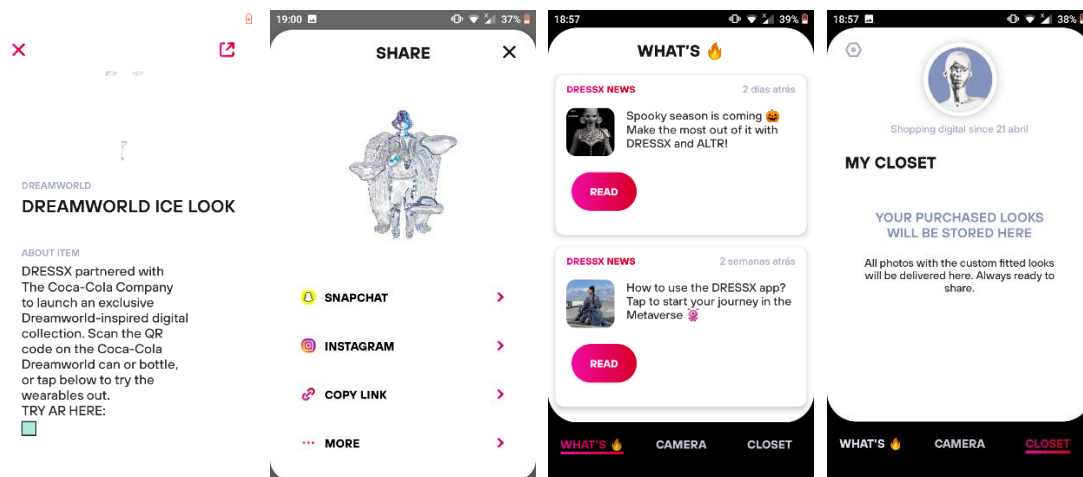 DREAMWORLD
DREAMWORLD ICE LOOK
ABOUT ITEM
DRESSX partnered with
The Coca-Cola Company
to launch an exclusive
Dreamworld-inspired digital
collection. Scan the QR
code on the Coca-Cola
Dreamworld can or bottle,
or tap below to try the
wearables out.
TRY AR HERE:
19:00
37%
SHARE
SNAPCHAT
INSTAGRAM
COPY LINK
MORE
18:57
39%
WHAT'S 🔥
DRESSX NEWS
2 dias atrás
Spooky season is coming 🎃
Make the most out of it with
DRESSX and ALTR!
READ
DRESSX NEWS
2 semanas atrás
How to use the DRESSX app?
Tap to start your journey in the
Metaverse 👾
READ
WHAT'S 🔥
CAMERA
CLOSET
18:57
38%
Shopping digital since 21 abril
MY CLOSET
YOUR PURCHASED LOOKS
WILL BE STORED HERE
All photos with the custom fitted looks
will be delivered here. Always ready to
share.
WHAT'S 🔥
CAMERA
CLOSET